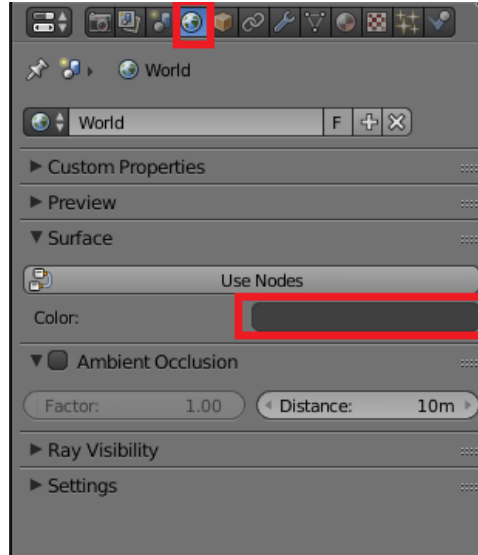 World
World F
Custom Properties
Preview
Surface
Use Nodes
Color:
Ambient Occlusion
Factor: 1.00 Distance: 10m
Ray Visibility
Settings